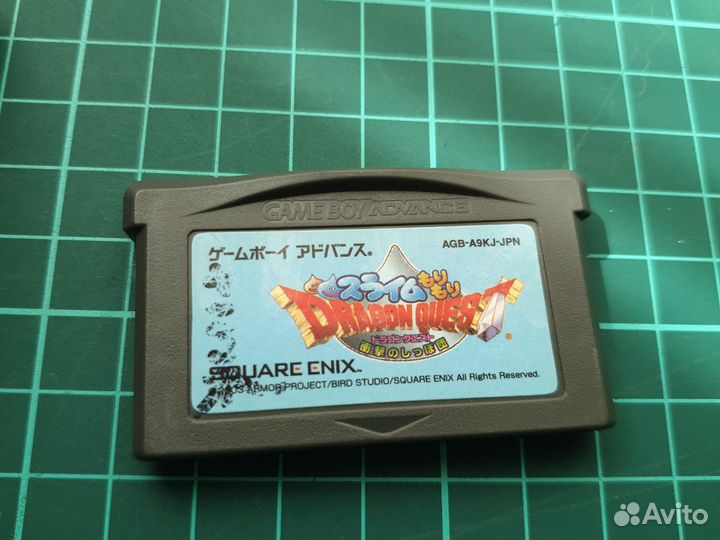 GAME BOY ADVANCE
ゲームボーイ アドバンス®
AGB-A9KJ-JPN
スライムもりもり
DRAGON QUEST®
ドラゴンクエスト
衝撃のしっぽ団
SQUARE ENIX™
© 2003 ARMOR PROJECT/BIRD STUDIO/SQUARE ENIX All Rights Reserved.
Avito